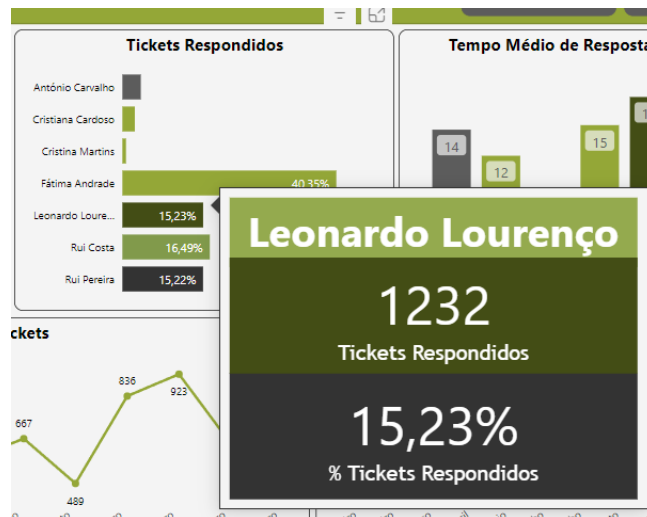 Tickets Respondidos
António Carvalho
Cristiana Cardoso
Cristina Martins
Fátima Andrade
40,35%
Leonardo Loure...
15,23%
Rui Costa
16,49%
Rui Pereira
15,22%
Tempo Médio de Resposta
14
12
15
1
Leonardo Lourenço
1232
Tickets Respondidos
15,23%
% Tickets Respondidos
ckets
667
489
836
923